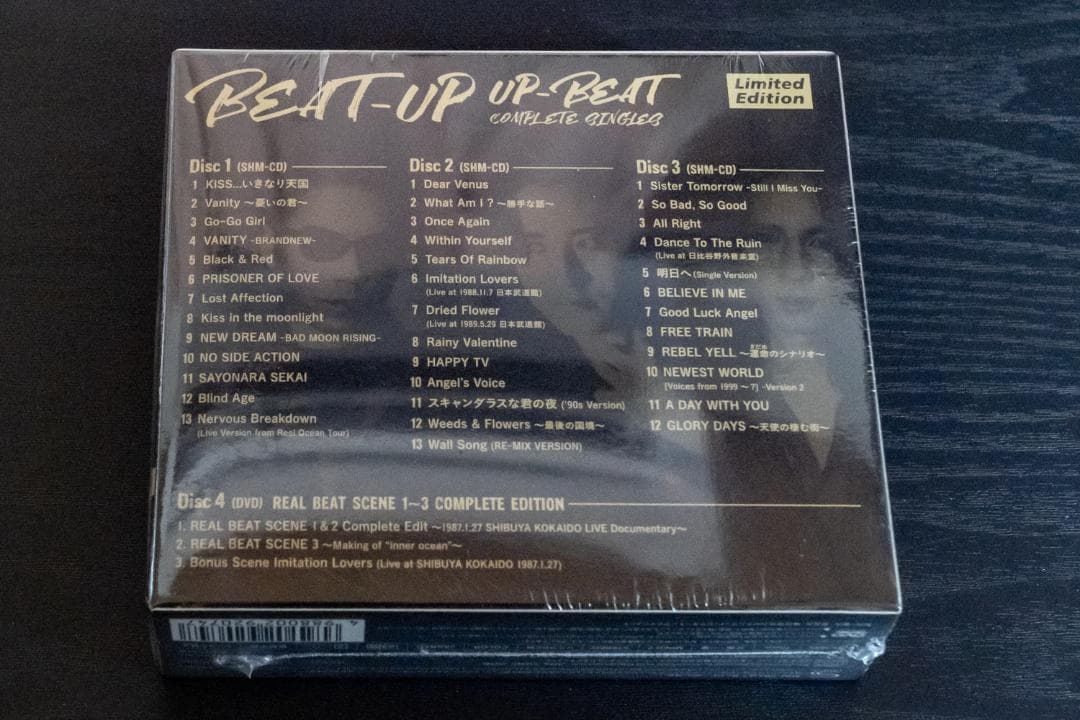 BEAT-UP UP-BEAT
COMPLETE SINGLES
Limited
Edition
Disc 1 (SHM-CD)
1 KISS...いきなり天国
2 Vanity ～憂いの君～
3 Go-Go Girl
4 VANITY -BRANDNEW-
5 Black & Red
6 PRISONER OF LOVE
7 Lost Affection
8 Kiss in the moonlight
9 NEW DREAM -BAD MOON RISING-
10 NO SIDE ACTION
11 SAYONARA SEKAI
12 Blind Age
13 Nervous Breakdown
(Live Version from Real Ocean Tour)
Disc 2 (SHM-CD)
1 Dear Venus
2 What Am I ? ～勝手な話～
3 Once Again
4 Within Yourself
5 Tears Of Rainbow
6 Imitation Lovers
(Live at 1988.11.7 日本武道館)
7 Dried Flower
(Live at 1989.5.29 日本武道館)
8 Rainy Valentine
9 HAPPY TV
10 Angel's Voice
11 スキャンダラスな君の夜 ('90s Version)
12 Weeds & Flowers ～最後の国境～
13 Wall Song (RE-MIX VERSION)
Disc 3 (SHM-CD)
1 Sister Tomorrow -Still I Miss You-
2 So Bad, So Good
3 All Right
4 Dance To The Ruin
(Live at 日比谷野外音楽堂)
5 明日へ (Single Version)
6 BELIEVE IN ME
7 Good Luck Angel
8 FREE TRAIN
9 REBEL YELL ～運命のシナリオ～
10 NEWEST WORLD
[Voices from 1999 ～ ?] -Version 2
11 A DAY WITH YOU
12 GLORY DAYS ～天使の棲む街～
Disc 4 (DVD) REAL BEAT SCENE 1～3 COMPLETE EDITION
1. REAL BEAT SCENE 1 & 2 Complete Edit ～1987.1.27 SHIBUYA KOKAIDO LIVE Documentary～
2. REAL BEAT SCENE 3 ～Making of "inner ocean"～
3. Bonus Scene Imitation Lovers (Live at SHIBUYA KOKAIDO 1987.1.27)